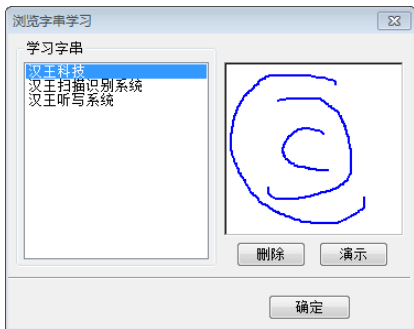 浏览字串学习
学习字串
汉王科技
汉王扫描识别系统
汉王听写系统
删除
演示
确定